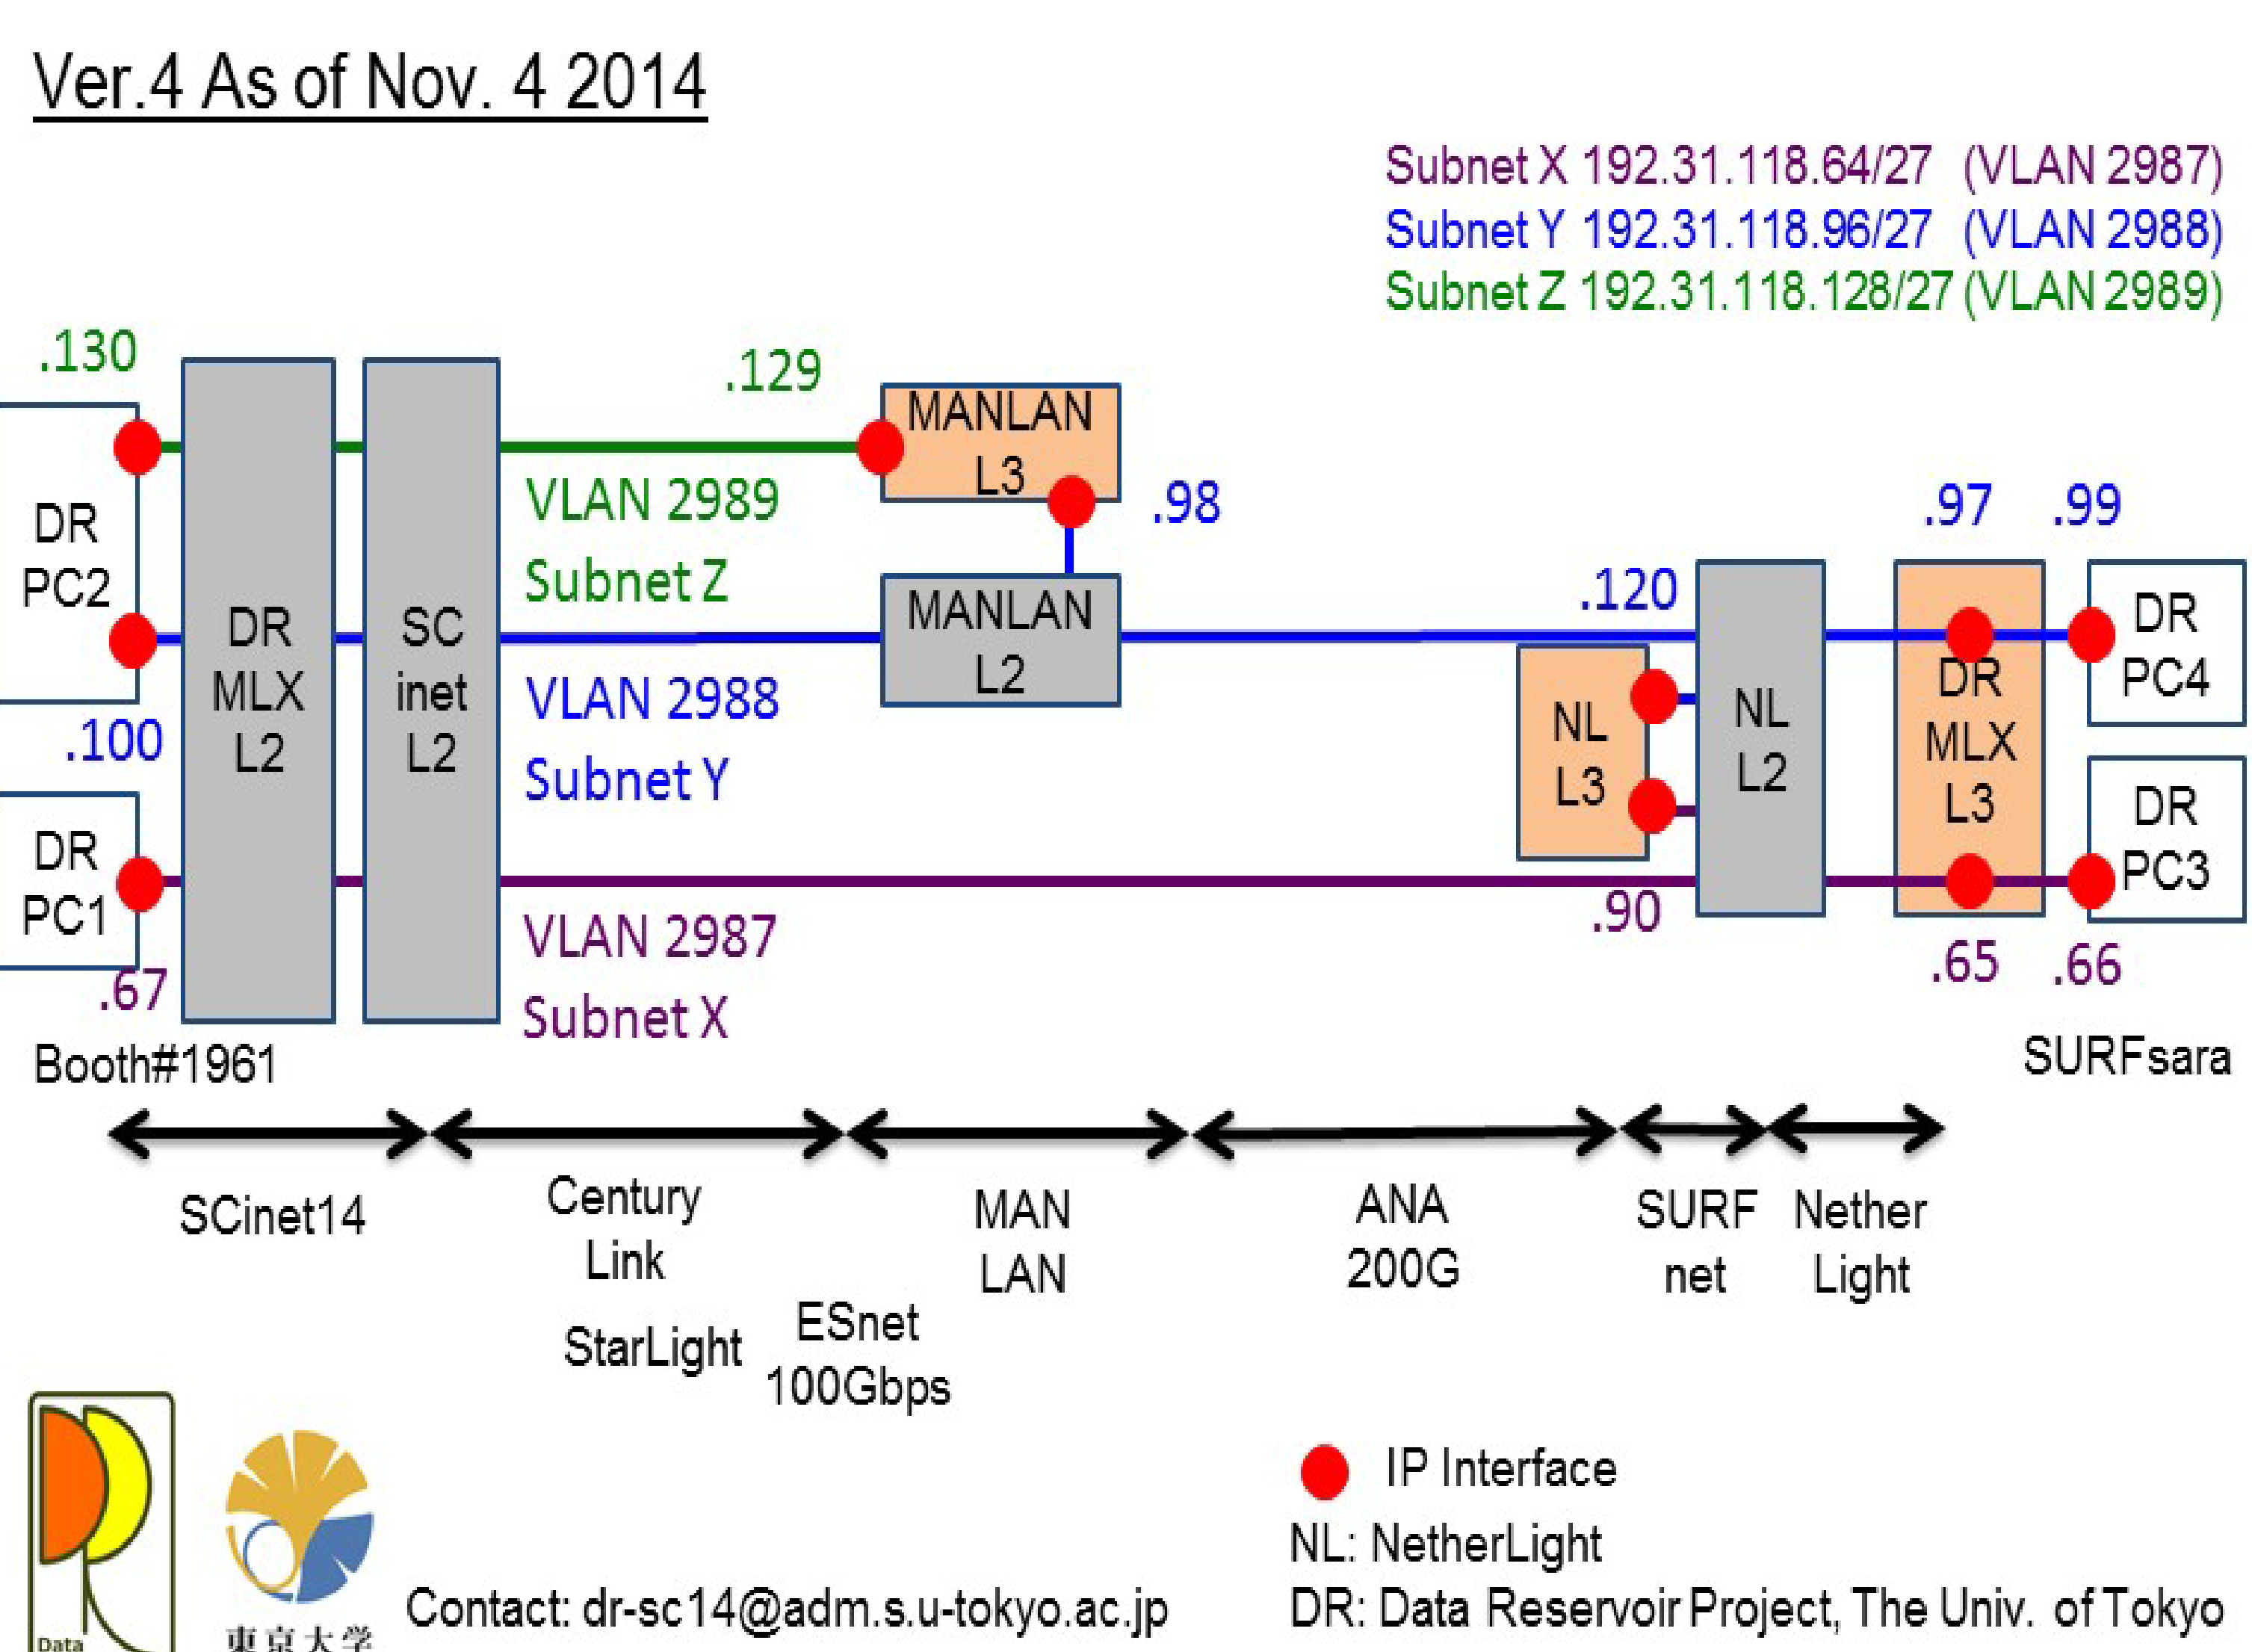 Ver.4 As of Nov. 4 2014
Subnet X 192.31.118.64/27 (VLAN 2987)
Subnet Y 192.31.118.96/27 (VLAN 2988)
Subnet Z 192.31.118.128/27 (VLAN 2989)
.130
.129
MANLAN
L3
.98
.97
.99
DR
PC2
VLAN 2989
Subnet Z
.120
DR
MLX
L2
SC
inet
L2
MANLAN
L2
NL
L3
NL
L2
DR
MLX
L3
DR
PC4
.100
VLAN 2988
Subnet Y
DR
PC1
DR
PC3
.67
VLAN 2987
Subnet X
.90
.65
.66
Booth#1961
SURFsara
SCinet14
Century
Link
StarLight
ESnet
100Gbps
MAN
LAN
ANA
200G
SURF
net
Nether
Light
IP Interface
NL: NetherLight
DR: Data Reservoir Project, The Univ. of Tokyo
Contact: dr-sc14@adm.s.u-tokyo.ac.jp
Data
東京大学